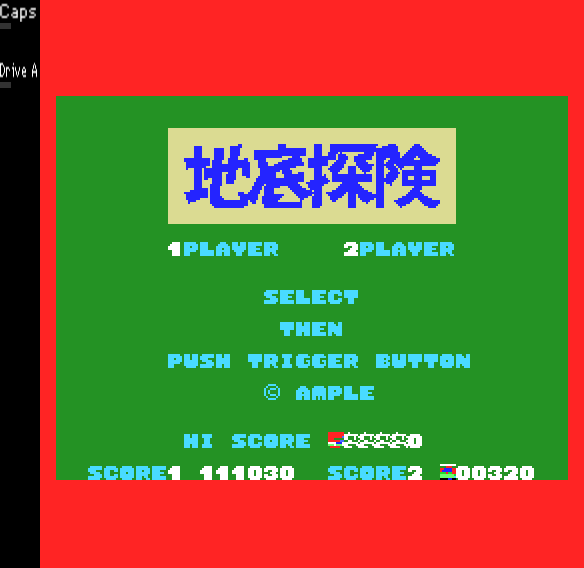 Caps
Drive A
地底探険
1PLAYER 2PLAYER
SELECT
THEN
PUSH TRIGGER BUTTON
© AMPLE
HI SCORE
SCORE1 111030 SCORE2 00320